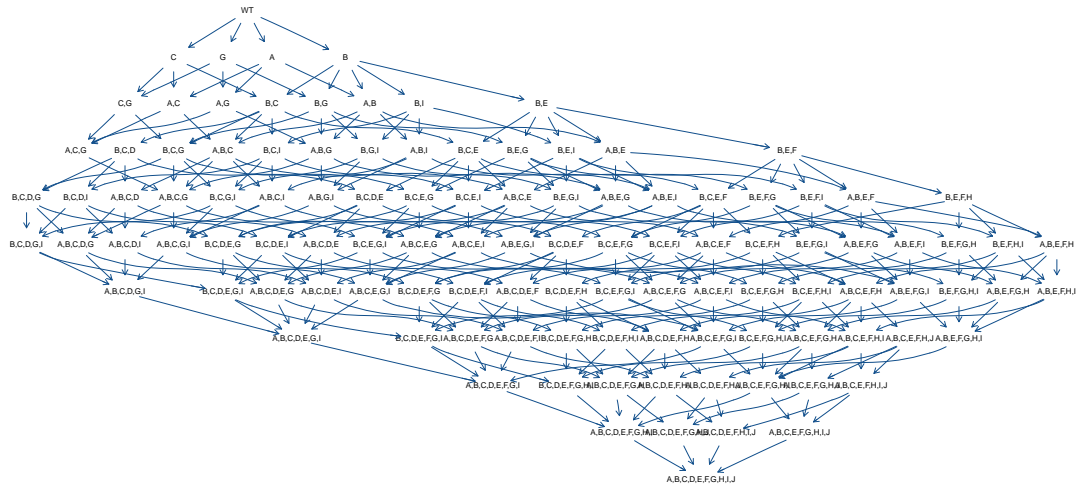 WT
C G A B
C,G A,C A,G B,C B,G A,B B,I B,E
A,C,G B,C,D B,C,G A,B,C B,C,I A,B,G B,G,I A,B,I B,C,E B,E,G B,E,I A,B,E B,E,F
B,C,D,G B,C,D,I A,B,C,D A,B,C,G B,C,G,I A,B,C,I A,B,G,I B,C,D,E B,C,E,G B,C,E,I A,B,C,E B,E,G,I A,B,E,G A,B,E,I B,C,E,F B,E,F,G B,E,F,I A,B,E,F B,E,F,H
B,C,D,G,I A,B,C,D,G A,B,C,D,I A,B,C,G,I B,C,D,E,G B,C,D,E,I A,B,C,D,E B,C,E,G,I A,B,C,E,G A,B,C,E,I A,B,E,G,I B,C,D,E,F B,C,E,F,G B,C,E,F,I A,B,C,E,F B,C,E,F,H B,E,F,G,I A,B,E,F,G A,B,E,F,I B,E,F,G,H B,E,F,H,I A,B,E,F,H
A,B,C,D,G,I B,C,D,E,G,I A,B,C,D,E,G A,B,C,D,E,I A,B,C,E,G,I B,C,D,E,F,G B,C,D,E,F,I A,B,C,D,E,F B,C,D,E,F,H B,C,E,F,G,I A,B,C,E,F,G A,B,C,E,F,I B,C,E,F,G,H B,C,E,F,H,I A,B,C,E,F,H A,B,E,F,G,I B,E,F,G,H,I A,B,E,F,G,H A,B,E,F,H,I
A,B,C,D,E,G,I B,C,D,E,F,G,I A,B,C,D,E,F,G A,B,C,D,E,F,I B,C,D,E,F,G,H B,C,D,E,F,H,I A,B,C,D,E,F,H A,B,C,E,F,G,I B,C,E,F,G,H,I A,B,C,E,F,G,H A,B,C,E,F,H,I A,B,C,E,F,H,J A,B,E,F,G,H,I
A,B,C,D,E,F,G,I A,B,C,E,F,H,I,J
A,B,C,E,F,G,H,I,J
A,B,C,D,E,F,G,H,I,J